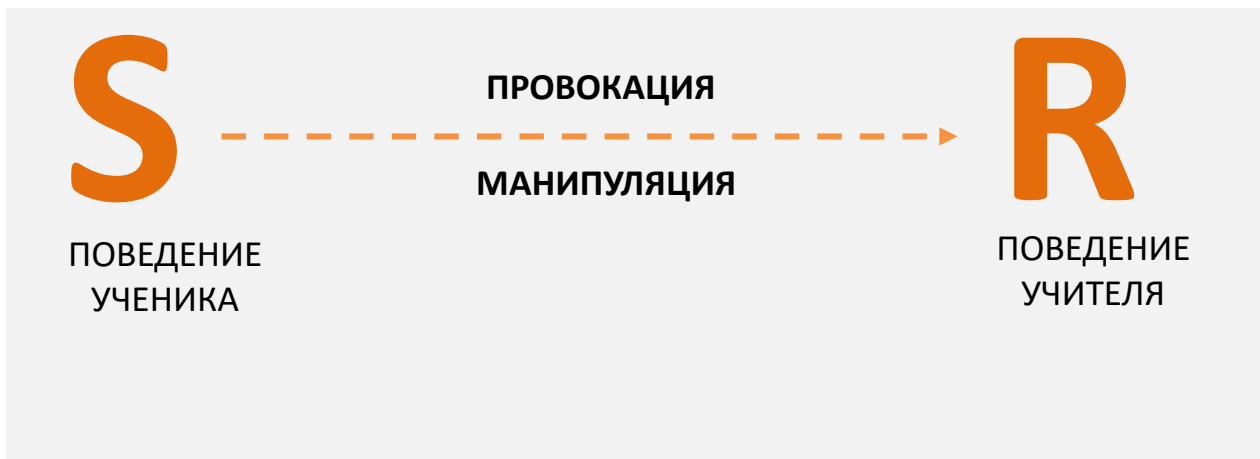 S
ПРОВОКАЦИЯ
МАНИПУЛЯЦИЯ
R
ПОВЕДЕНИЕ
УЧЕНИКА
ПОВЕДЕНИЕ
УЧИТЕЛЯ